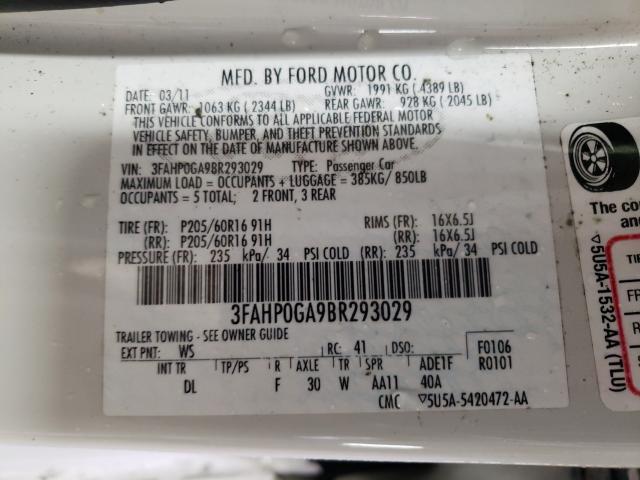 MFD. BY FORD MOTOR CO.
DATE: 03/11 GVWR: 1991 KG ( 4389 LB)
FRONT GAWR: 1063 KG ( 2344 LB) REAR GAWR: 928 KG ( 2045 LB)
THIS VEHICLE CONFORMS TO ALL APPLICABLE FEDERAL MOTOR
VEHICLE SAFETY, BUMPER, AND THEFT PREVENTION STANDARDS
IN EFFECT ON THE DATE OF MANUFACTURE SHOWN ABOVE.
VIN: 3FAHP0GA9BR293029 TYPE: Passenger Car
MAXIMUM LOAD = OCCUPANTS + LUGGAGE = 385KG/ 850LB
OCCUPANTS = 5 TOTAL; 2 FRONT, 3 REAR
TIRE (FR): P205/60R16 91H RIMS (FR): 16X6.5J
(RR): P205/60R16 91H (RR): 16X6.5J
PRESSURE (FR): 235 kPa/ 34 PSI COLD (RR): 235 kPa/ 34 PSI COLD
3FAHP0GA9BR293029
TRAILER TOWING - SEE OWNER GUIDE
EXT PNT: WS RC: 41 DSO: F0106
R0101
INT TR TP/PS R AXLE TR SPR ADE1F
DL F 30 W AA11 40A
CMC ▽5U5A-5420472-AA
The co
and
▽5U5A-1532-AA (TLU)
TI
F
R